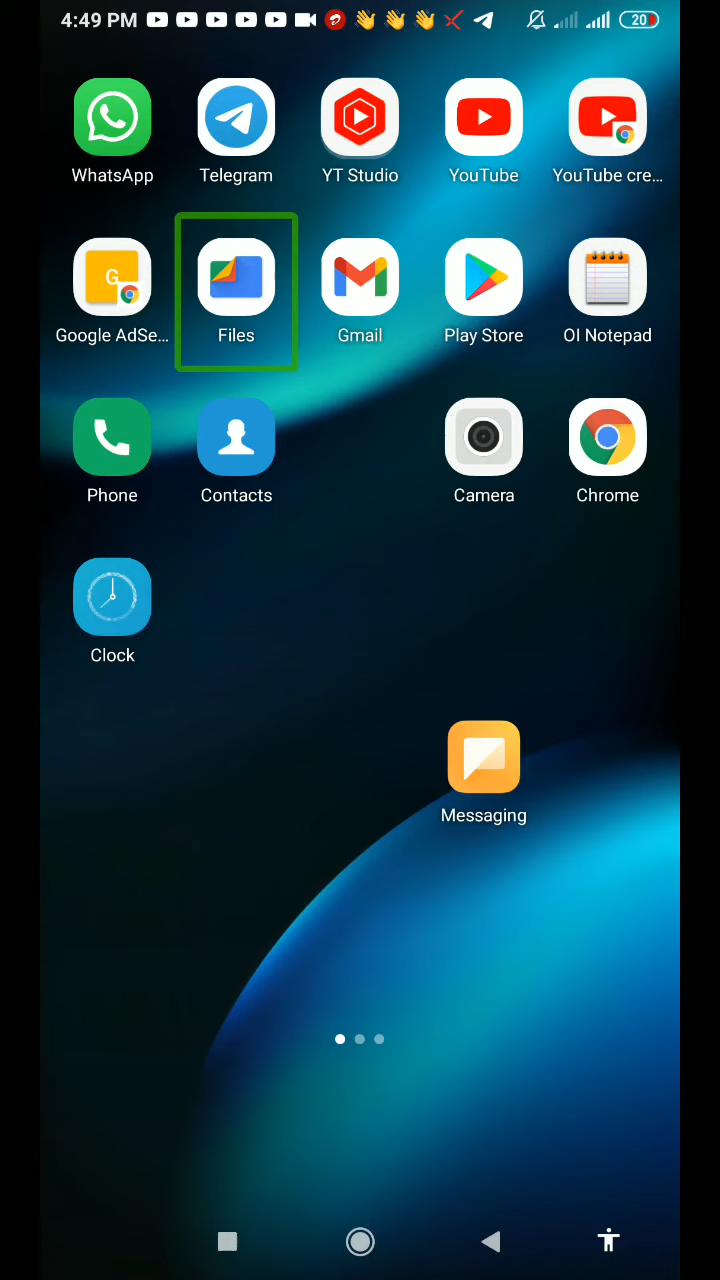 4:49 PM 20
WhatsApp Telegram YT Studio YouTube YouTube cre...
G
Google AdSe... Files Gmail Play Store OI Notepad
Phone Contacts Camera Chrome
Clock
Messaging